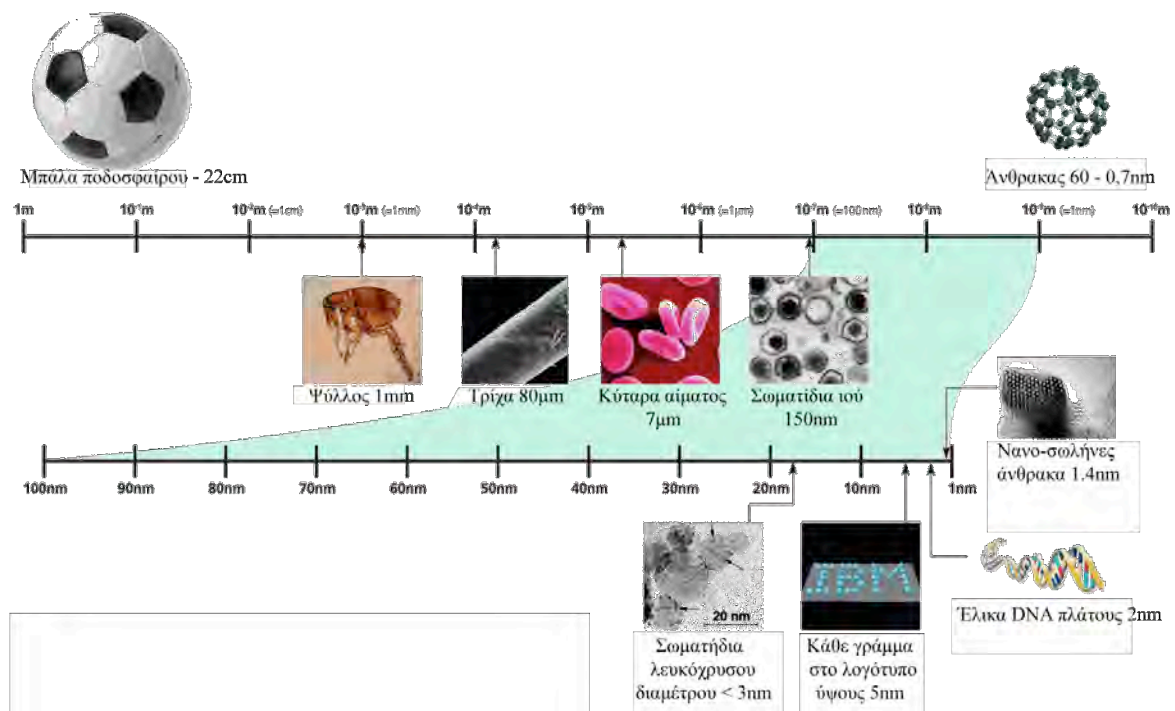 Μπάλα ποδοσφαίρου - 22cm
Άνθρακας 60 - 0,7nm
1m 10⁻¹m 10⁻²m (=1cm) 10⁻³m (=1mm) 10⁻⁴m 10⁻⁵m 10⁻⁶m (=1μm) 10⁻⁷m (=100nm) 10⁻⁸m 10⁻⁹m (=1nm) 10⁻¹⁰m
Ψύλλος 1mm
Τρίχα 80μm
Κύταρα αίματος
7μm
Σωματίδια ιού
150nm
Νανο-σωλήνες
άνθρακα 1.4nm
100nm 90nm 80nm 70nm 60nm 50nm 40nm 30nm 20nm 10nm 1nm
20 nm
IBM
Έλικα DNA πλάτους 2nm
Σωματήδια
λευκόχρυσου
διαμέτρου < 3nm
Κάθε γράμμα
στο λογότυπο
ύψους 5nm